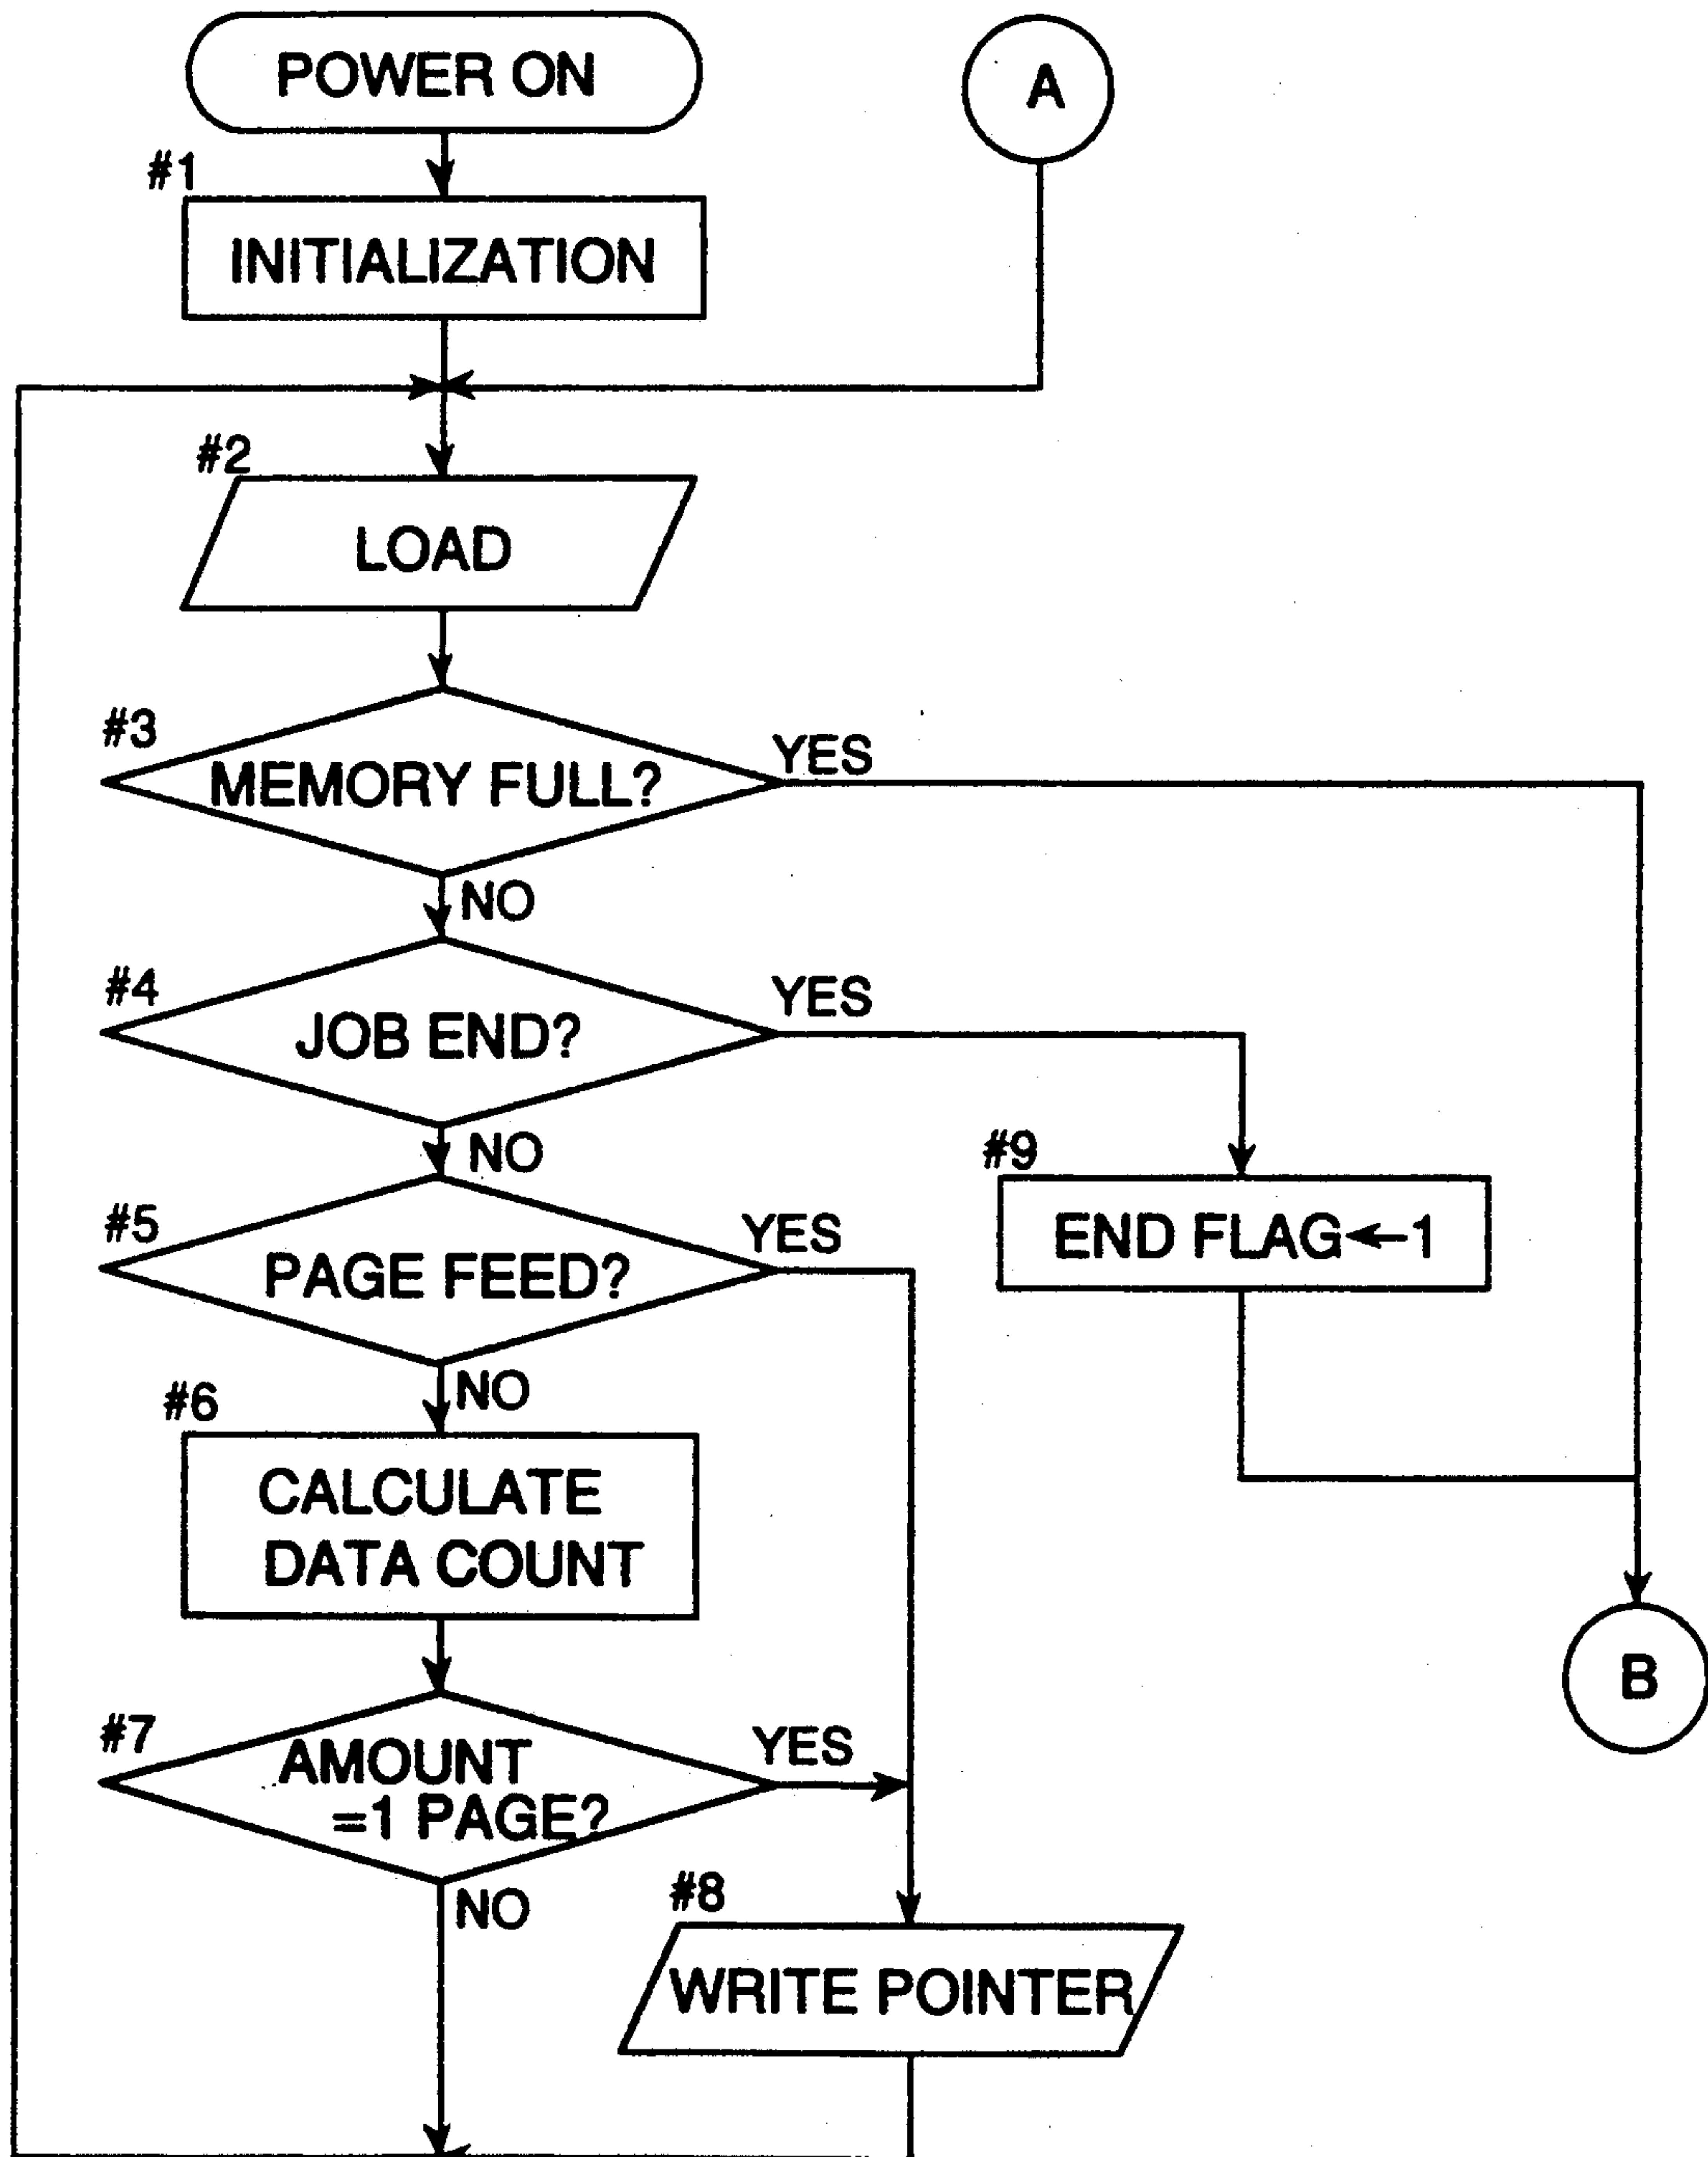 POWER ON
A
#1
INITIALIZATION
#2
LOAD
#3
MEMORY FULL?
YES
NO
#4
JOB END?
YES
NO
#9
END FLAG←1
#5
PAGE FEED?
YES
NO
#6
CALCULATE
DATA COUNT
B
#7
AMOUNT
=1 PAGE?
YES
NO
#8
WRITE POINTER